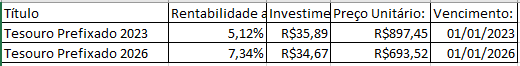 Título Rentabilidade a Investime Preço Unitário: Vencimento:
Tesouro Prefixado 2023 5,12% R$35,89 R$897,45 01/01/2023
Tesouro Prefixado 2026 7,34% R$34,67 R$693,52 01/01/2026